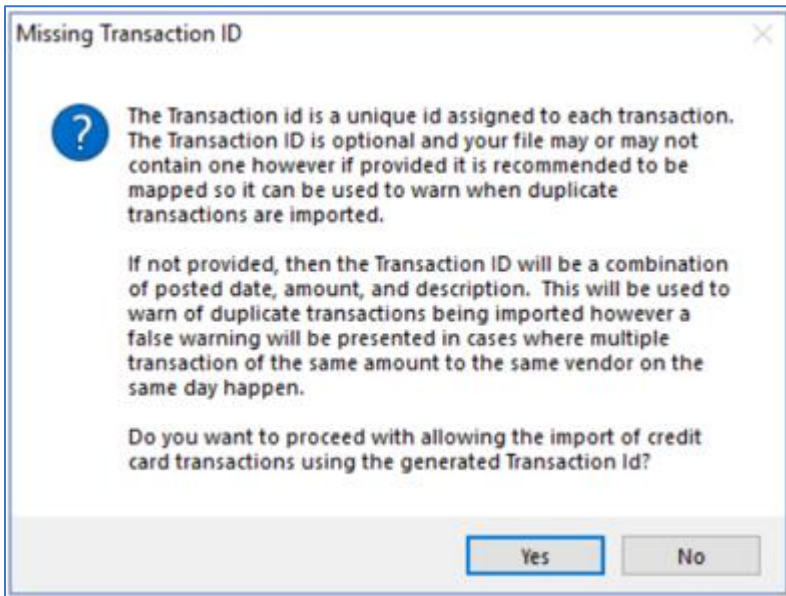 Missing Transaction ID
?
The Transaction id is a unique id assigned to each transaction.
The Transaction ID is optional and your file may or may not
contain one however if provided it is recommended to be
mapped so it can be used to warn when duplicate
transactions are imported.
If not provided, then the Transaction ID will be a combination
of posted date, amount, and description.  This will be used to
warn of duplicate transactions being imported however a
false warning will be presented in cases where multiple
transaction of the same amount to the same vendor on the
same day happen.
Do you want to proceed with allowing the import of credit
card transactions using the generated Transaction Id?
Yes
No